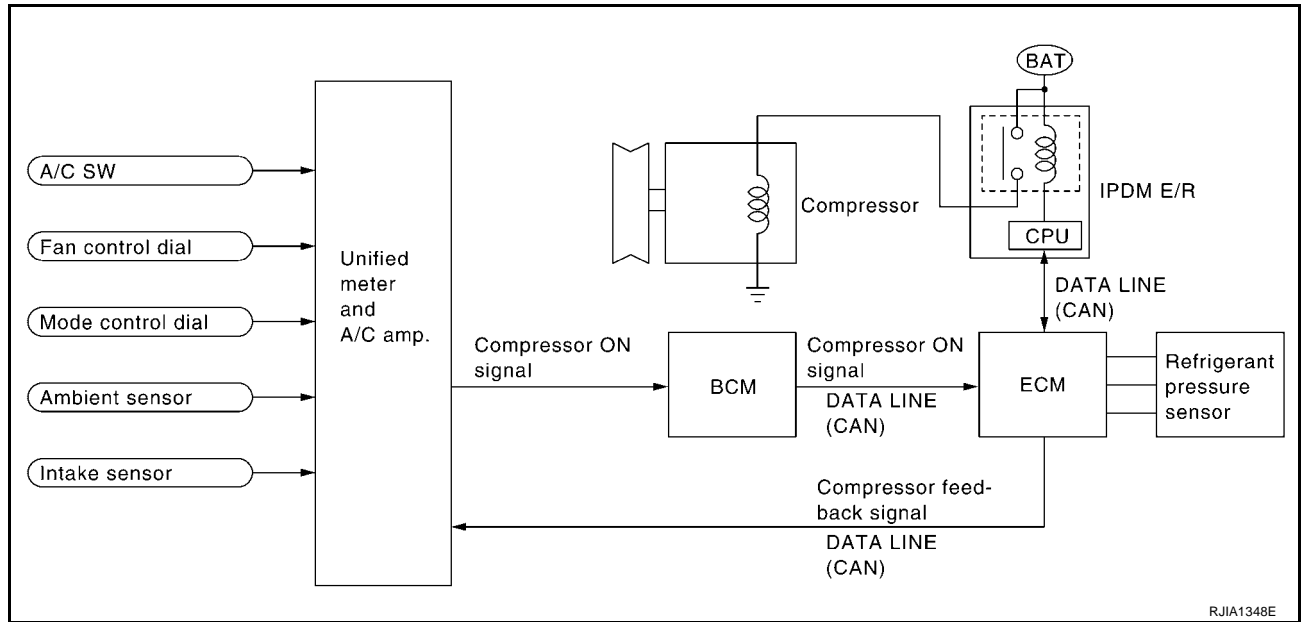 BAT
A/C SW
Fan control dial
Mode control dial
Ambient sensor
Intake sensor
Unified
meter
and
A/C amp.
Compressor
IPDM E/R
CPU
DATA LINE
(CAN)
Compressor ON
signal
BCM
Compressor ON
signal
DATA LINE
(CAN)
ECM
Refrigerant
pressure
sensor
Compressor feed-
back signal
DATA LINE
(CAN)
RJIA1348E